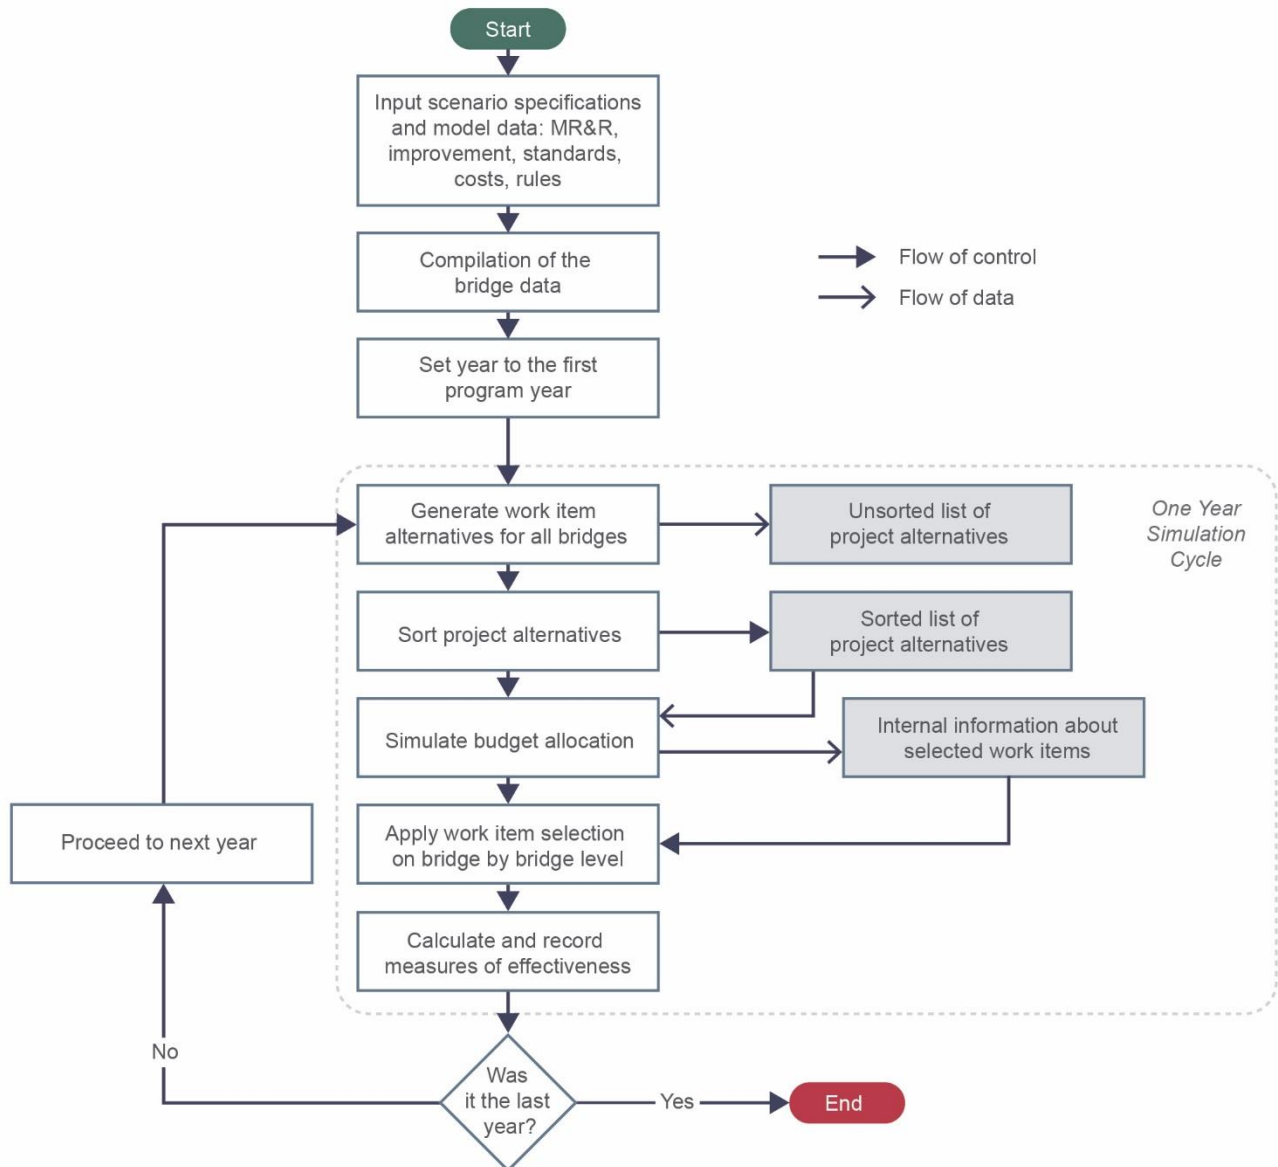 Start
Input scenario specifications
and model data: MR&R,
improvement, standards,
costs, rules
Compilation of the
bridge data
Flow of control
Flow of data
Set year to the first
program year
Generate work item
alternatives for all bridges
Unsorted list of
project alternatives
One Year
Simulation
Cycle
Sort project alternatives
Sorted list of
project alternatives
Simulate budget allocation
Internal information about
selected work items
Proceed to next year
Apply work item selection
on bridge by bridge level
Calculate and record
measures of effectiveness
No
Was
it the last
year?
Yes
End